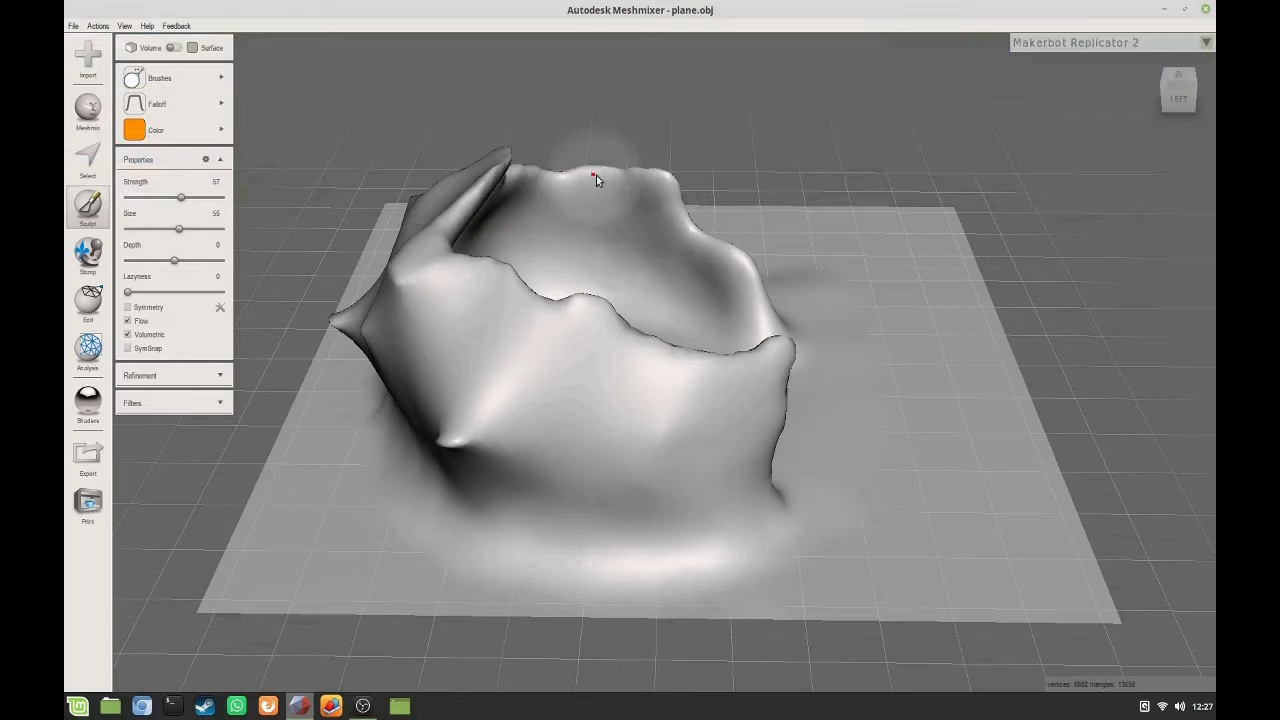 Autodesk Meshmixer - plane.obj
File Actions View Help Feedback
Makerbot Replicator 2
LEFT
Import
Meshmix
Select
Sculpt
Stamp
Edit
Analysis
Shaders
Export
Print
Volume Surface
Brushes
Falloff
Color
Properties
Strength 57
Size 55
Depth 0
Lazyness 0
Symmetry
Flow
Volumetric
SymSnap
Refinement
Filters
12:27